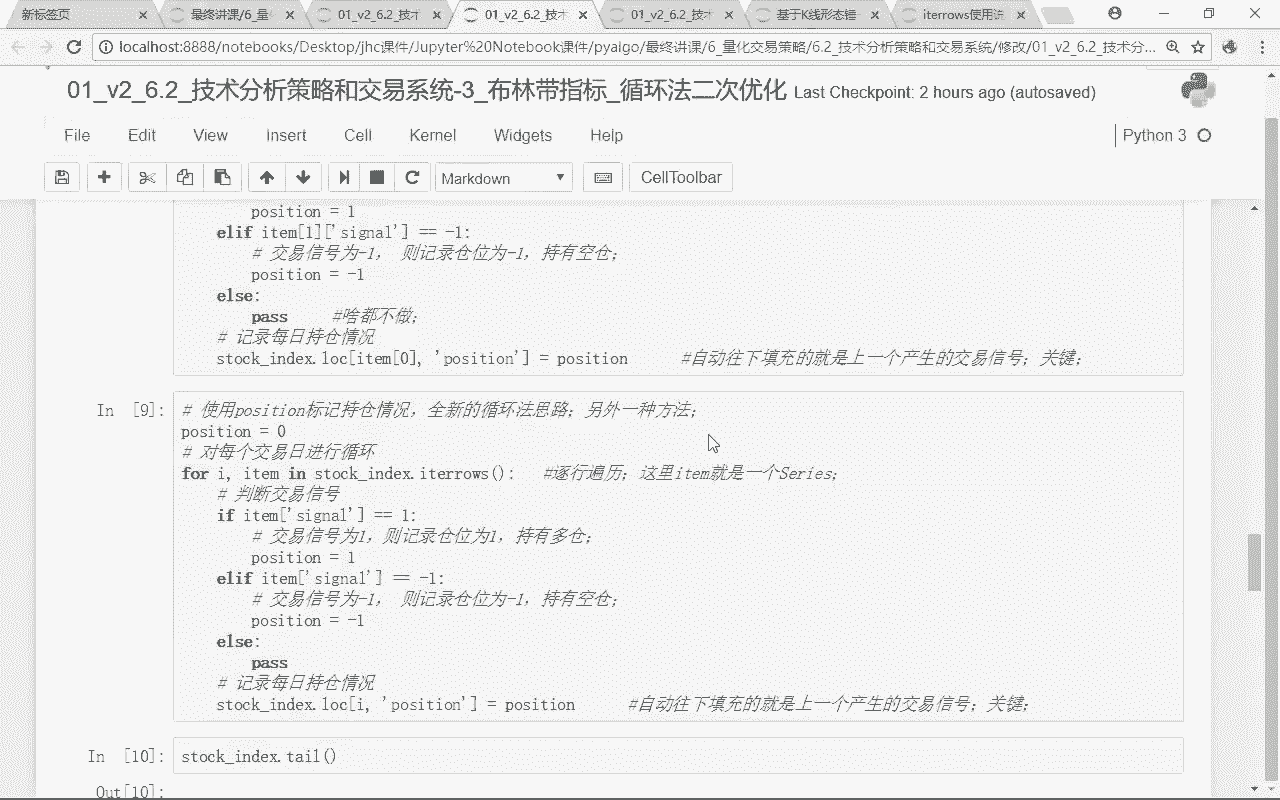 新标签页
最终讲课/6_量
01_v2_6.2_技术
01_v2_6.2_技术
01_v2_6.2_技术
基于K线形态锤
iterrows使用法
localhost:8888/notebooks/Desktop/jhc课件/Jupyter%20Notebook课件/pyaigo/最终讲课/6_量化交易策略/6.2_技术分析策略和交易系统/修改/01_v2_6.2_技术分...
01_v2_6.2_技术分析策略和交易系统-3_布林带指标_循环法二次优化 Last Checkpoint: 2 hours ago (autosaved)
File Edit View Insert Cell Kernel Widgets Help Python 3
Markdown CellToolbar
position = 1
elif item[1]['signal'] == -1:
# 交易信号为-1, 则记录仓位为-1, 持有空仓;
position = -1
else:
pass #啥都不做;
# 记录每日持仓情况
stock_index.loc[item[0], 'position'] = position #自动往下填充的就是上一个产生的交易信号; 关键;
In [9]: # 使用position标记持仓情况, 全新的循环法思路; 另外一种方法;
position = 0
# 对每个交易日进行循环
for i, item in stock_index.iterrows(): #逐行遍历; 这里item就是一个Series;
# 判断交易信号
if item['signal'] == 1:
# 交易信号为1, 则记录仓位为1, 持有多仓;
position = 1
elif item['signal'] == -1:
# 交易信号为-1, 则记录仓位为-1, 持有空仓;
position = -1
else:
pass
# 记录每日持仓情况
stock_index.loc[i, 'position'] = position #自动往下填充的就是上一个产生的交易信号; 关键;
In [10]: stock_index.tail()
Out[10]: